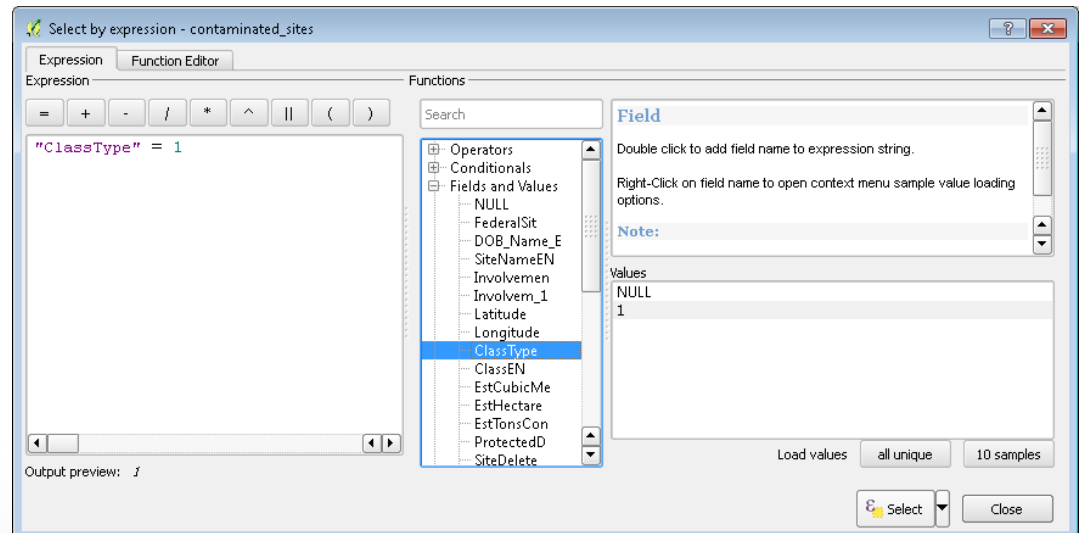 Select by expression - contaminated_sites
Expression Function Editor
Expression
= + - / * ^ || ( )
"ClassType" = 1
Output preview: 1
Functions
Search
Operators
Conditionals
Fields and Values
NULL
FederalSit
DOB_Name_E
SiteNameEN
Involvemen
Involvem_1
Latitude
Longitude
ClassType
ClassEN
EstCubicMe
EstHectare
EstTonsCon
ProtectedD
SiteDelete
Field
Double click to add field name to expression string.
Right-Click on field name to open context menu sample value loading
options.
Note:
Values
NULL
1
Load values all unique 10 samples
Select Close